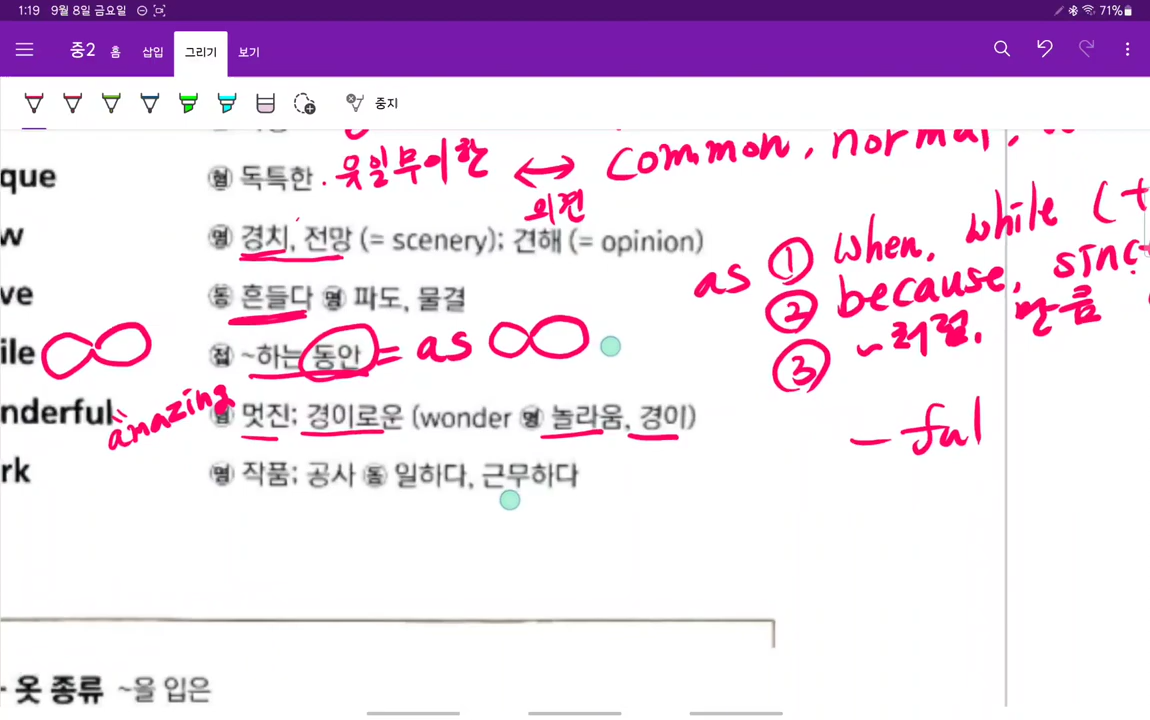 1:19 9월 8일 금요일 71%
중2 홈 삽입 그리기 보기
중지
common, normal,
que 형 독특한. 유일무이한 ↔
외견
w 명 경치, 전망 (= scenery); 견해 (= opinion)
as ① when, while (+
ve 동 흔들다 명 파도, 물결
② because, sinc
ile 접 ~하는 동안 = as
③ ~처럼, 만큼
nderful 멋진; 경이로운 (wonder 명 놀라움, 경이)
amazing
- ful
rk 명 작품; 공사 동 일하다, 근무하다
옷 종류 ~을 입은